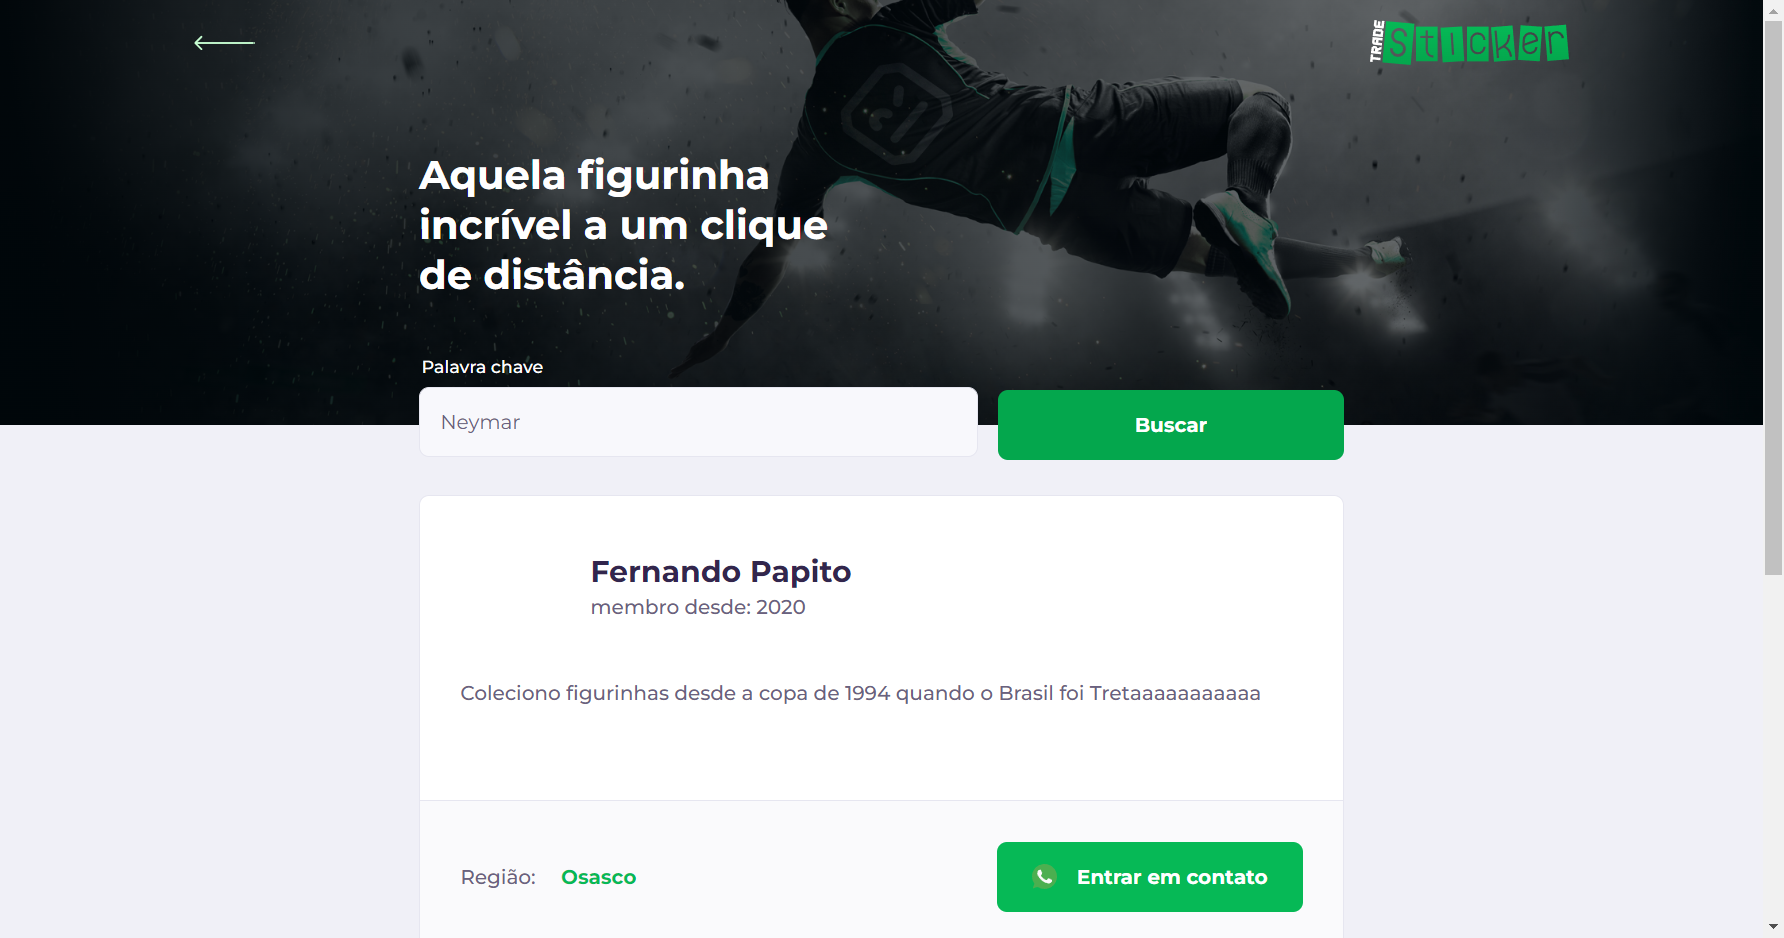 TRADE Sticker
Aquela figurinha
incrível a um clique
de distância.
Palavra chave
Neymar
Buscar
Fernando Papito
membro desde: 2020
Coleciono figurinhas desde a copa de 1994 quando o Brasil foi Tretaaaaaaaaaaa
Região: Osasco
Entrar em contato